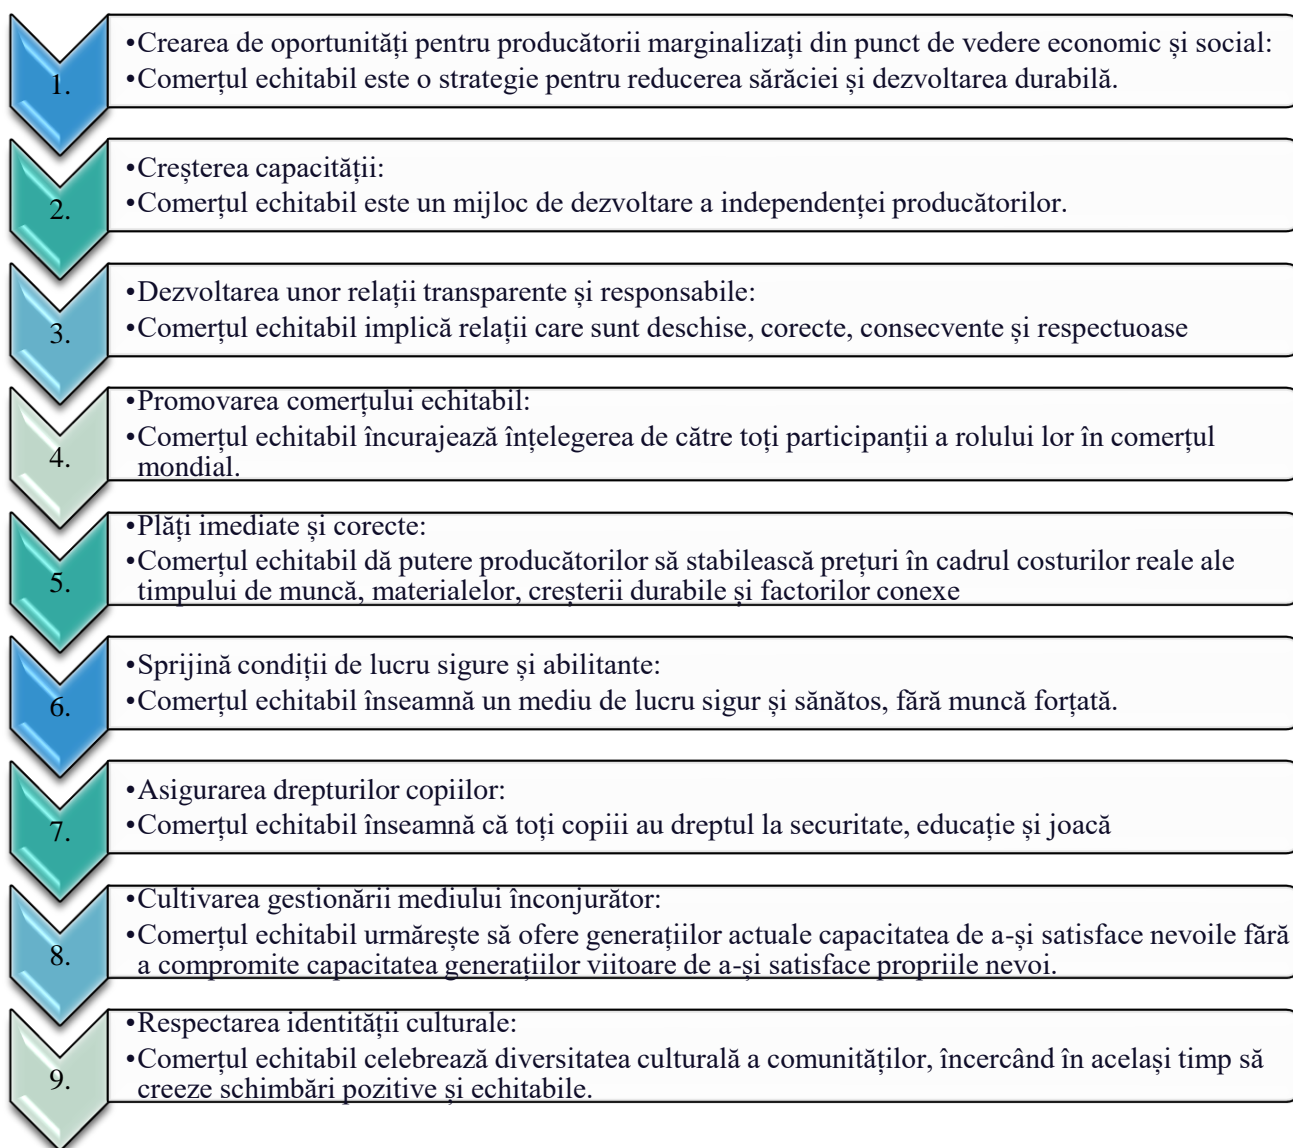 1.
•Crearea de oportunități pentru producătorii marginalizați din punct de vedere economic și social:
•Comerțul echitabil este o strategie pentru reducerea sărăciei și dezvoltarea durabilă.
2.
•Creșterea capacității:
•Comerțul echitabil este un mijloc de dezvoltare a independenței producătorilor.
3.
•Dezvoltarea unor relații transparente și responsabile:
•Comerțul echitabil implică relații care sunt deschise, corecte, consecvente și respectuoase
4.
•Promovarea comerțului echitabil:
•Comerțul echitabil încurajează înțelegerea de către toți participanții a rolului lor în comerțul
mondial.
5.
•Plăți imediate și corecte:
•Comerțul echitabil dă putere producătorilor să stabilească prețuri în cadrul costurilor reale ale
timpului de muncă, materialelor, creșterii durabile și factorilor conexe
6.
•Sprijină condiții de lucru sigure și abilitante:
•Comerțul echitabil înseamnă un mediu de lucru sigur și sănătos, fără muncă forțată.
7.
•Asigurarea drepturilor copiilor:
•Comerțul echitabil înseamnă că toți copiii au dreptul la securitate, educație și joacă
8.
•Cultivarea gestionării mediului înconjurător:
•Comerțul echitabil urmărește să ofere generațiilor actuale capacitatea de a-și satisface nevoile fără
a compromite capacitatea generațiilor viitoare de a-și satisface propriile nevoi.
9.
•Respectarea identității culturale:
•Comerțul echitabil celebrează diversitatea culturală a comunităților, încercând în același timp să
creeze schimbări pozitive și echitabile.